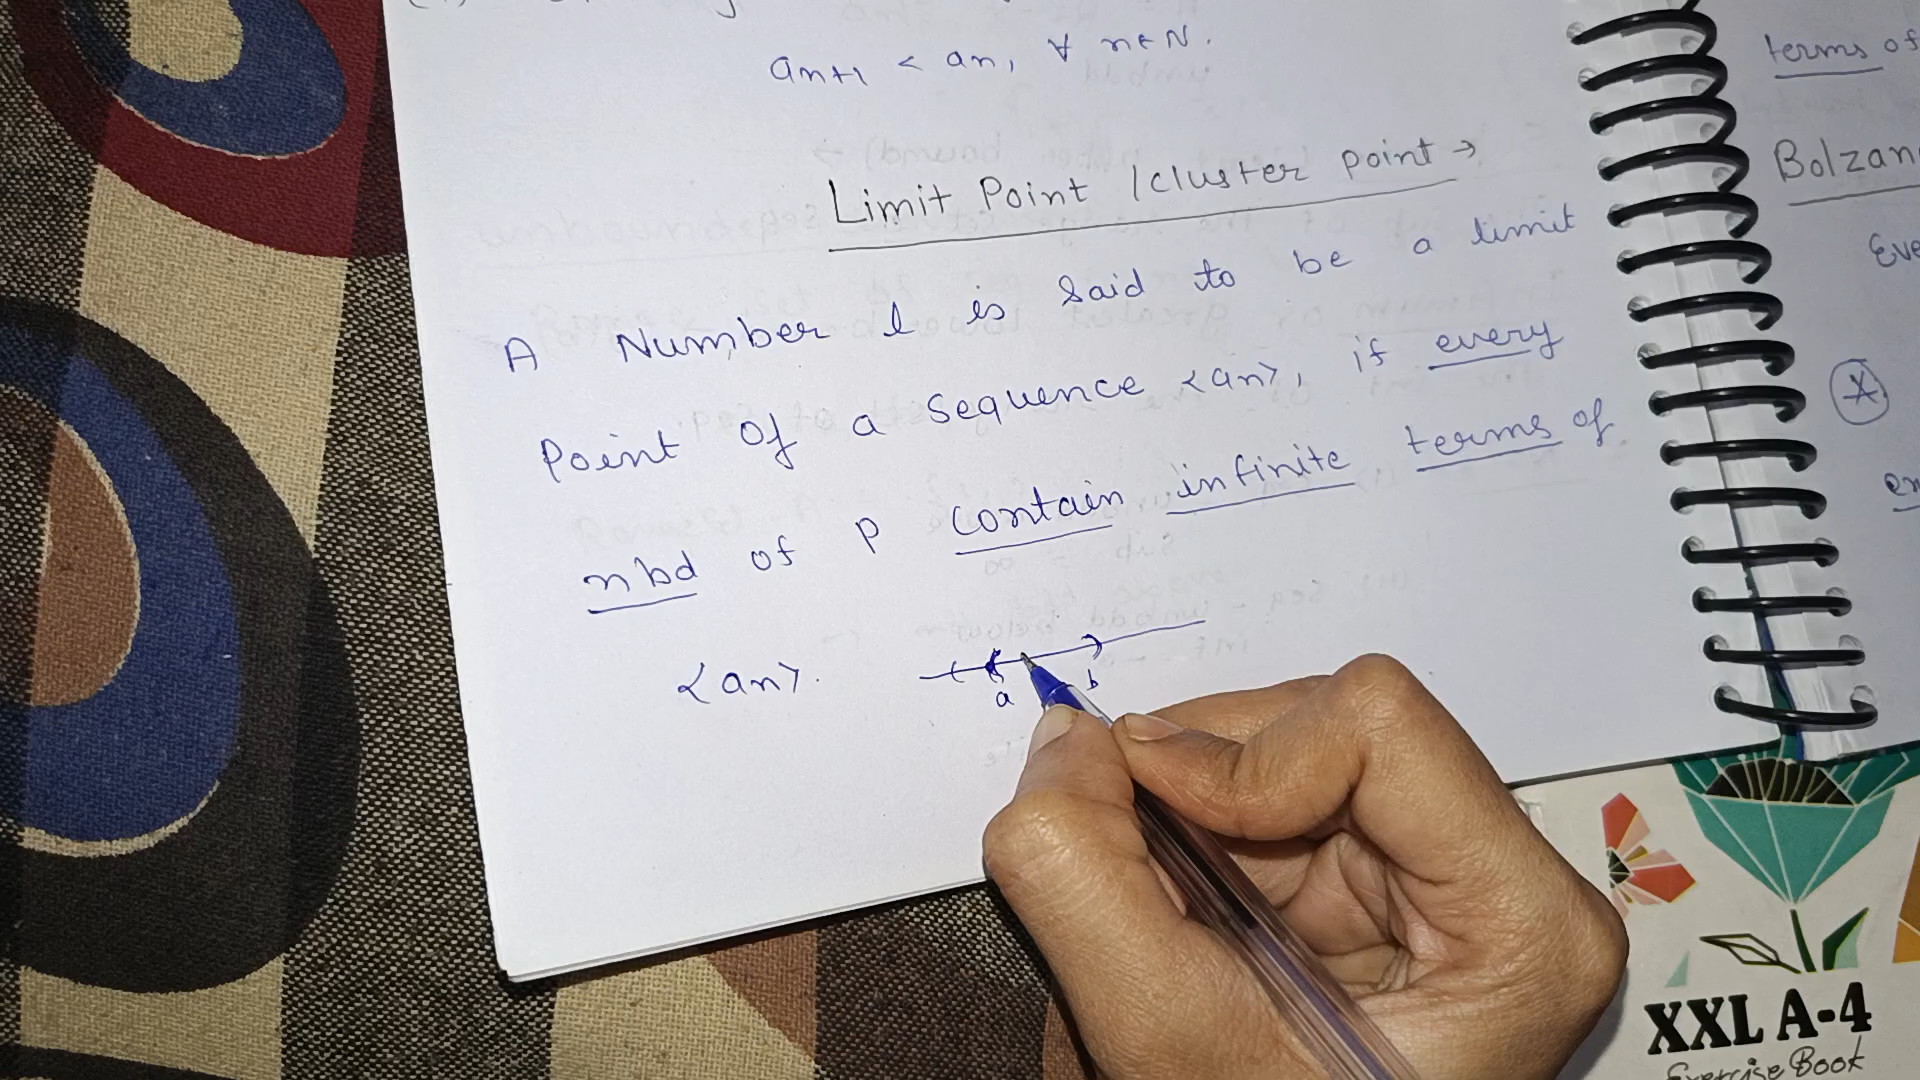 an+1 < an, ∀ n∈N.
Limit Point / cluster point →
A Number l is said to be a limit
Point of a sequence <an>, if every
nbd of P contain infinite terms of
<an>.
a b
terms of
Bolzan
Eve
XXL A-4
Exercise Book